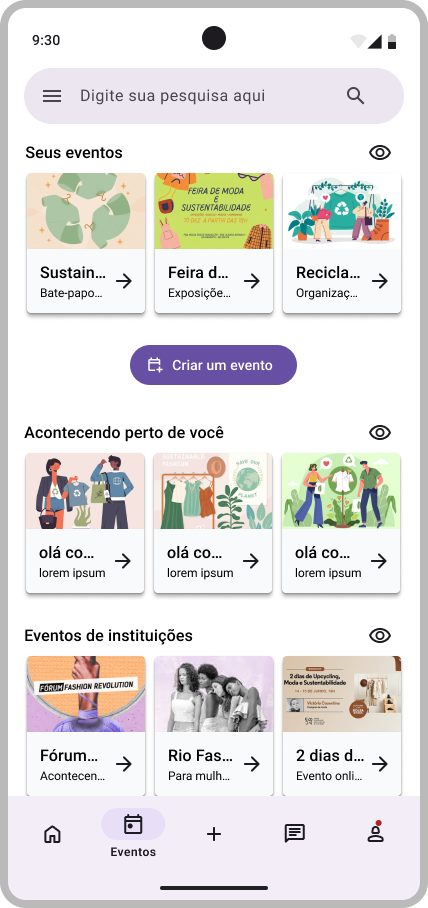 9:30
Digite sua pesquisa aqui
Seus eventos
FEIRA DE MODA
E
SUSTENTABILIDADE
Sustain...
Feira d...
Recicla...
Bate-papo...
Exposiçõe...
Organizaç...
Criar um evento
Acontecendo perto de você
SAVE OUR
PLANET
olá co...
olá co...
olá co...
lorem ipsum
lorem ipsum
lorem ipsum
Eventos de instituições
FÓRUM FASHION REVOLUTION
2 dias de Upcycling,
Moda e Sustentabilidade
Fórum...
Rio Fas...
2 dias d...
Acontecen...
Para mulh...
Evento onli...
Eventos